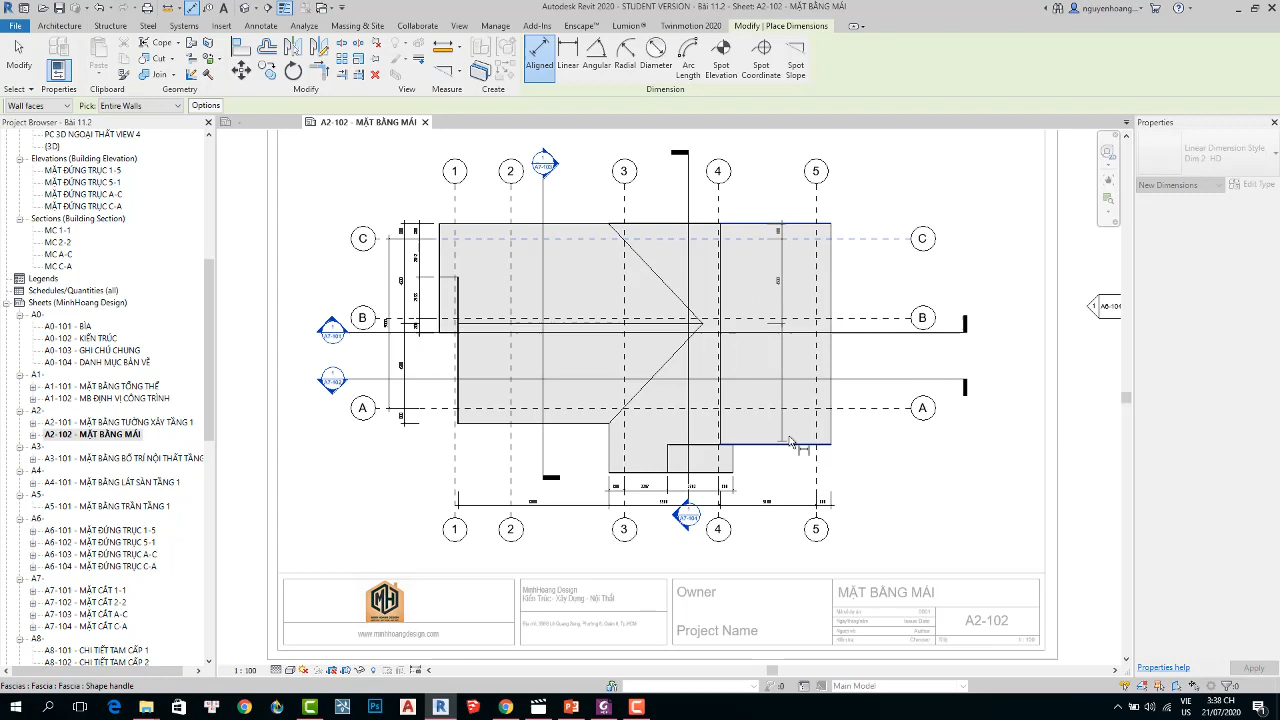 Autodesk Revit 2020 - STUDENT VERSION - Bài 11.2 - Sheet: A2-102 - MẶT BẰNG MÁI
nguyenhoang...
File
Architecture
Structure
Steel
Systems
Insert
Annotate
Analyze
Massing & Site
Collaborate
View
Manage
Add-Ins
Enscape™
Lumion®
Twinmotion 2020
Modify | Place Dimensions
Modify
Paste
Cope
Cut
Join
Aligned
Linear
Angular
Radial
Diameter
Arc Length
Spot Elevation
Spot Coordinate
Spot Slope
Select
Properties
Clipboard
Geometry
Modify
View
Measure
Create
Dimension
Wall faces
Pick: Entire Walls
Options
Project Browser - Bài 11.2
A2-102 - MẶT BẰNG MÁI
Properties
PC 3D NGOẠI THẤT VIEW 4
{3D}
Elevations (Building Elevation)
MẶT ĐỨNG TRỤC 1-5
MẶT ĐỨNG TRỤC 5-1
MẶT ĐỨNG TRỤC A-C
MẶT ĐỨNG TRỤC C-A
Sections (Building Section)
MC 1-1
MC 2-2
MC A-C
MC C-A
Legends
Schedules/Quantities (all)
Sheets (MinhHoang Design)
A0-
A0-101 - BÌA
A0-102 - KIẾN TRÚC
A0-103 - GHI CHÚ CHUNG
A0-104 - DANH MỤC BẢN VẼ
A1-
A1-101 - MẶT BẰNG TỔNG THỂ
A1-102 - MB ĐỊNH VỊ CÔNG TRÌNH
A2-
A2-101 - MẶT BẰNG TƯỜNG XÂY TẦNG 1
A2-102 - MẶT BẰNG MÁI
A3-
A3-101 - MẶT BẰNG BỐ TRÍ NỘI THẤT TẦNG
A4-
A4-101 - MẶT BẰNG LÁT SÀN TẦNG 1
A5-
A5-101 - MẶT BẰNG TRẦN TẦNG 1
A6-
A6-101 - MẶT ĐỨNG TRỤC 1-5
A6-102 - MẶT ĐỨNG TRỤC 5-1
A6-103 - MẶT ĐỨNG TRỤC A-C
A6-104 - MẶT ĐỨNG TRỤC C-A
A7-
A7-101 - MẶT CẮT 1-1
A7-102 - MẶT CẮT 2-2
A7-103 - MẶT CẮT A-C
A7-104 - MẶT CẮT C-A
A8-
A8-101 - CHI TIẾT TAM CẤP 1
A8-102 - CHI TIẾT TAM CẤP 2
1 2 3 4 5
C C
B B
A A
1 2 3 4 5
Linear Dimension Style
Dim 2: HD
New Dimensions
Edit Type
Properties help
Apply
www.minhhoangdesign.com
MinhHoang Design
Kiến Trúc - Xây Dựng - Nội Thất
Owner
Project Name
MẶT BẰNG MÁI
Issue Date
Author
A2-102
1 : 100
1 : 100
Fascias : Fascia : Fascia : Shape handle
:0
Main Model
:0
VIE
US
3:38 CH
21/07/2020